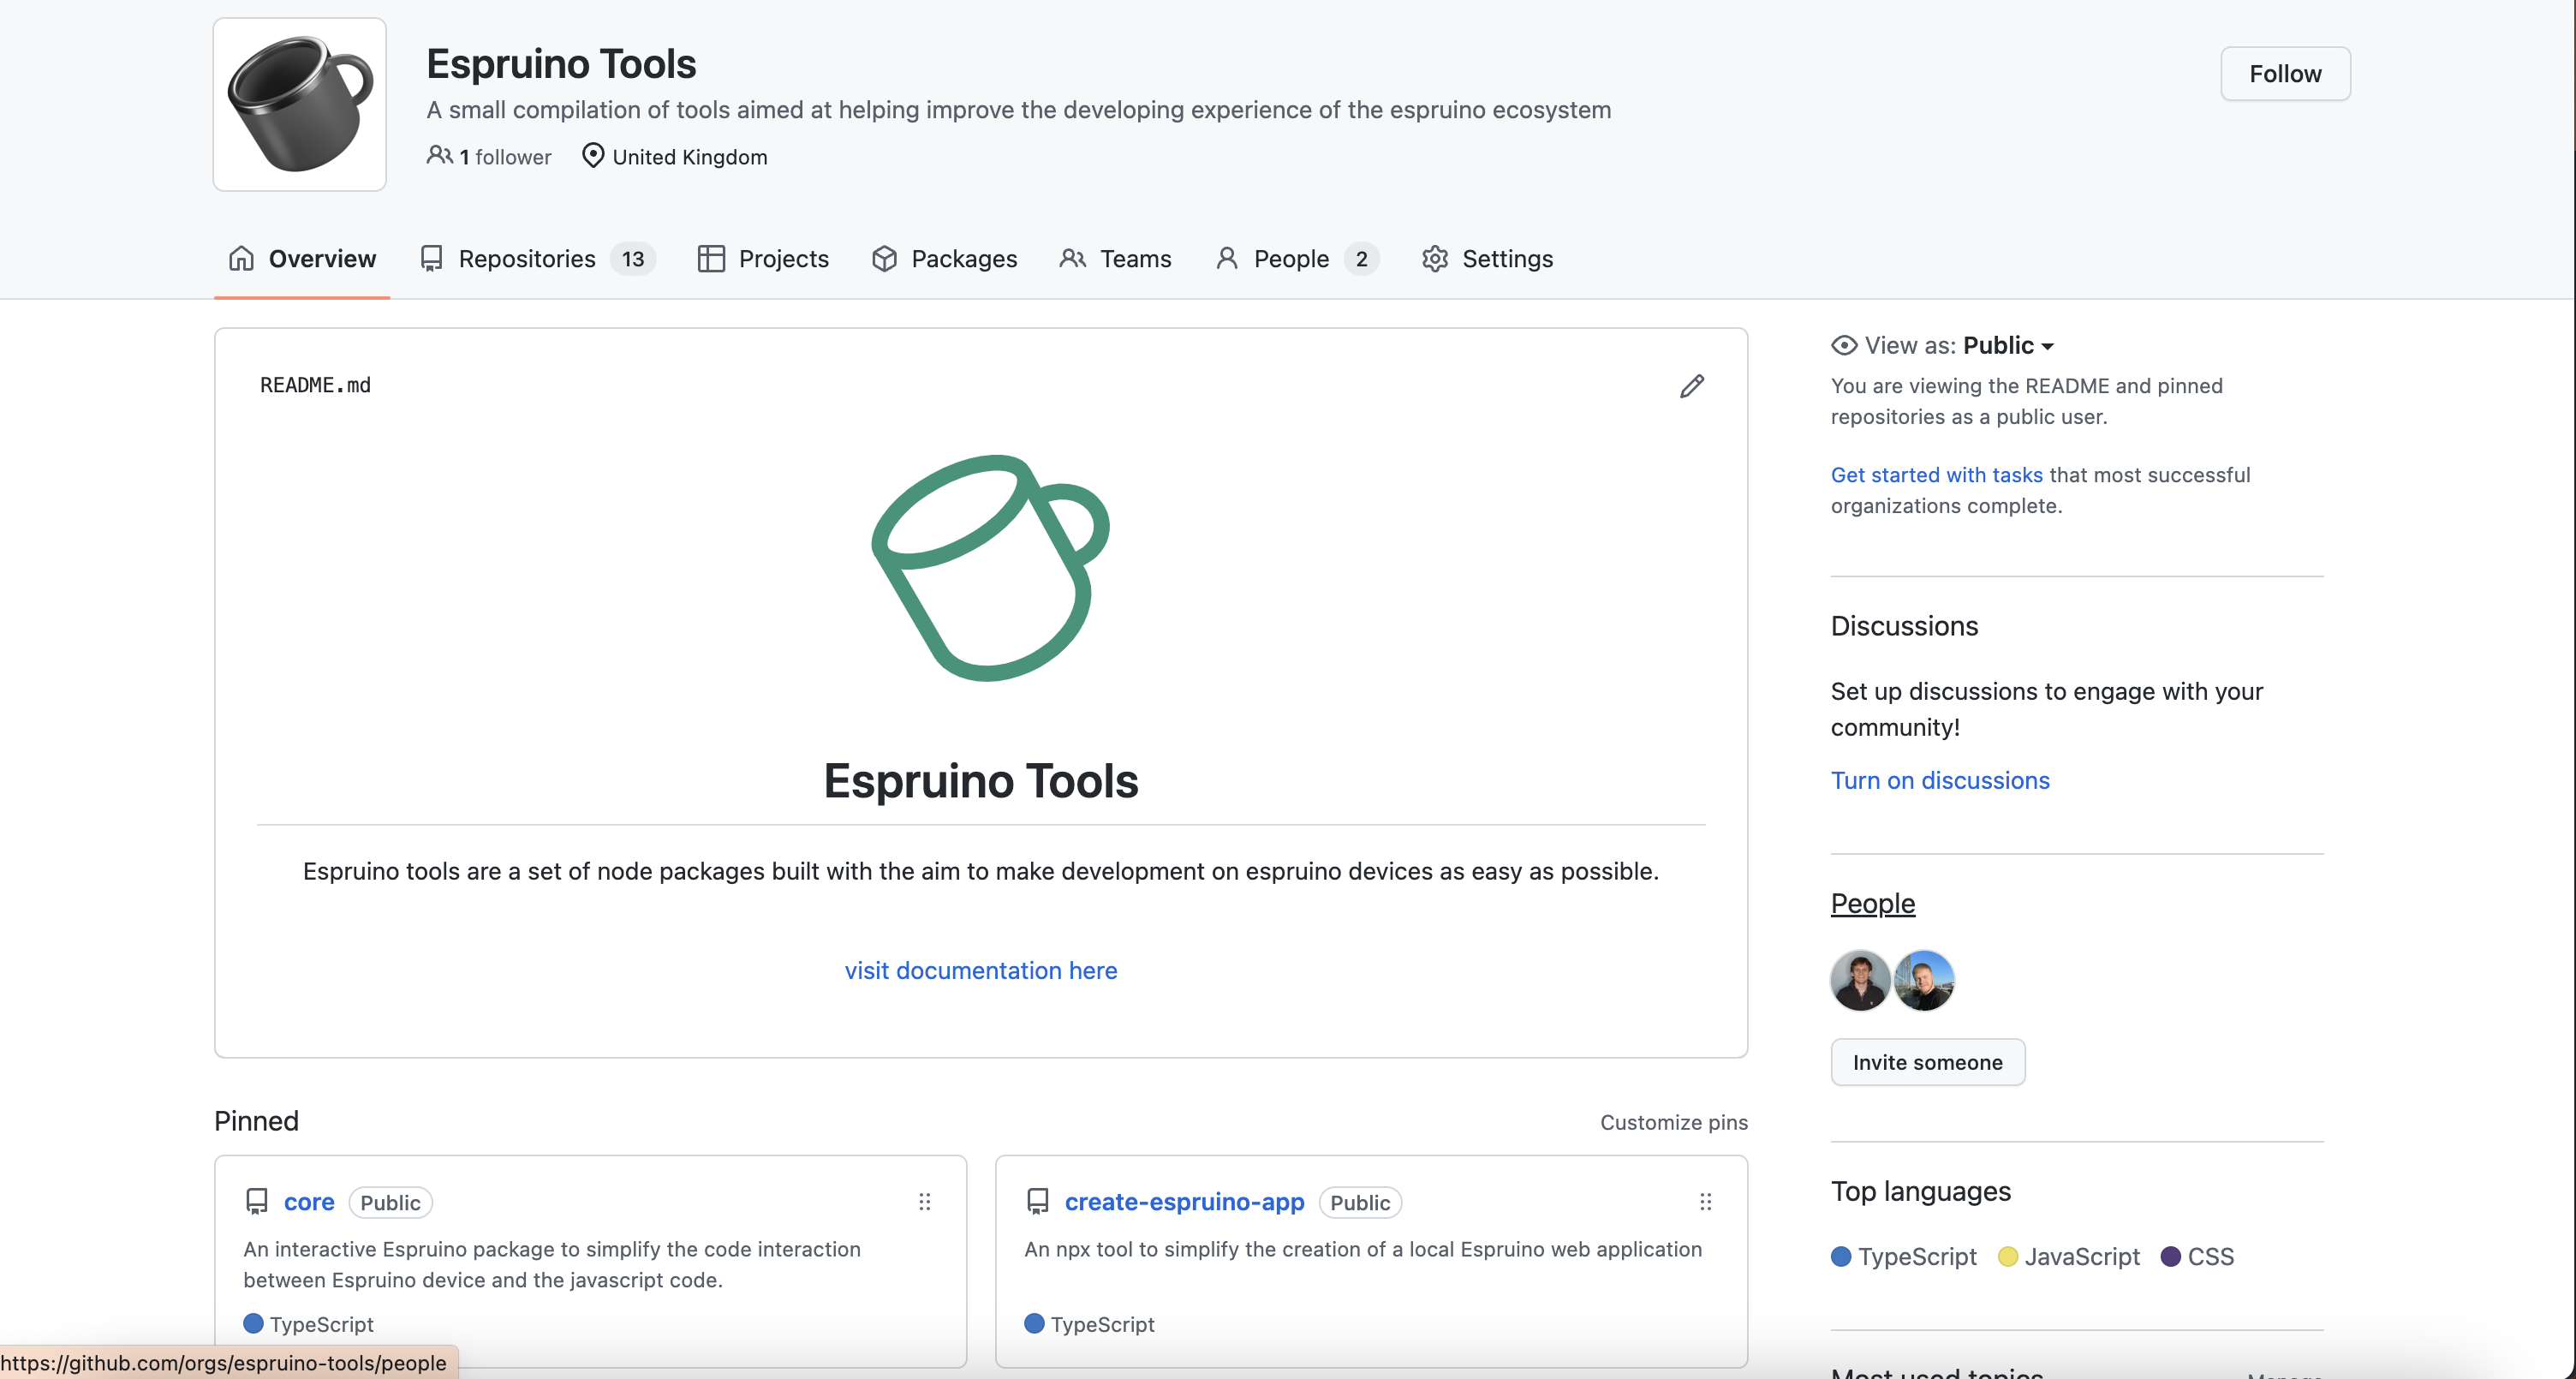 Espruino Tools
A small compilation of tools aimed at helping improve the developing experience of the espruino ecosystem
1 follower United Kingdom
Follow
Overview Repositories 13 Projects Packages Teams People 2 Settings
README.md
Espruino Tools
Espruino tools are a set of node packages built with the aim to make development on espruino devices as easy as possible.
visit documentation here
Pinned
Customize pins
core Public
An interactive Espruino package to simplify the code interaction
between Espruino device and the javascript code.
TypeScript
create-espruino-app Public
An npx tool to simplify the creation of a local Espruino web application
TypeScript
View as: Public
You are viewing the README and pinned
repositories as a public user.
Get started with tasks that most successful
organizations complete.
Discussions
Set up discussions to engage with your
community!
Turn on discussions
People
Invite someone
Top languages
TypeScript JavaScript CSS
Most used topics
Manage
https://github.com/orgs/espruino-tools/people